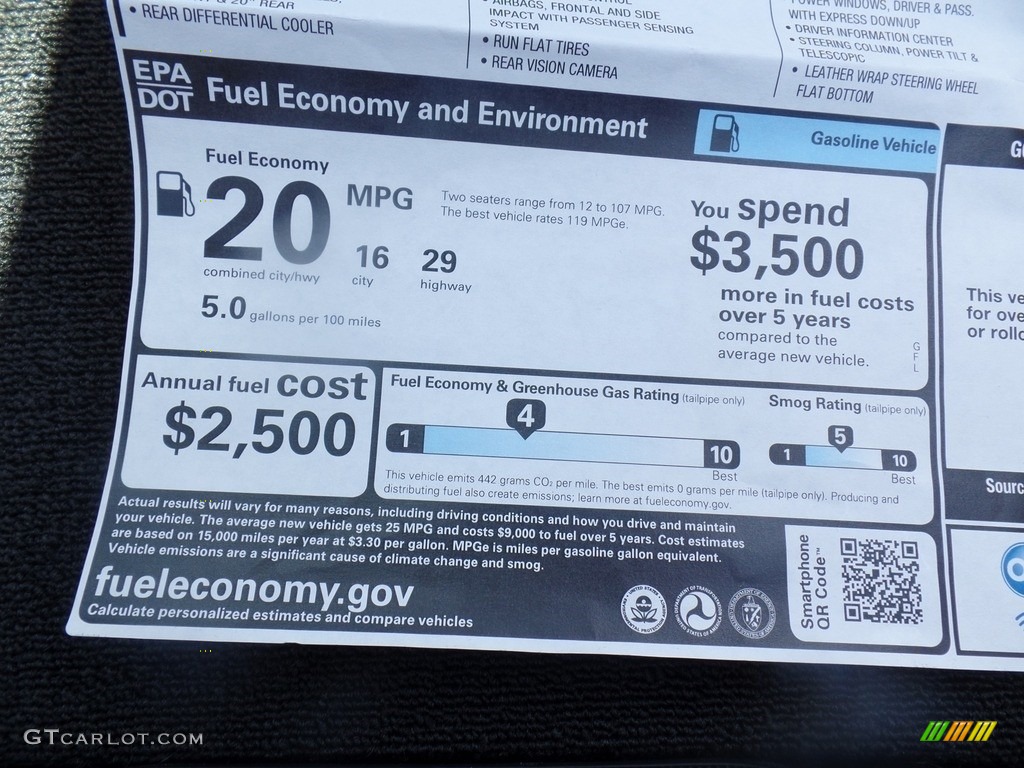 20" REAR
• REAR DIFFERENTIAL COOLER
AIRBAGS, FRONTAL AND SIDE
IMPACT WITH PASSENGER SENSING
SYSTEM
• RUN FLAT TIRES
• REAR VISION CAMERA
POWER WINDOWS, DRIVER & PASS.
WITH EXPRESS DOWN/UP
• DRIVER INFORMATION CENTER
• STEERING COLUMN, POWER TILT &
TELESCOPIC
• LEATHER WRAP STEERING WHEEL
FLAT BOTTOM
EPA
DOT
Fuel Economy and Environment
Gasoline Vehicle
Fuel Economy
20 MPG
combined city/hwy
16
city
29
highway
5.0 gallons per 100 miles
Two seaters range from 12 to 107 MPG.
The best vehicle rates 119 MPGe.
You spend
$3,500
more in fuel costs
over 5 years
compared to the
average new vehicle.
G
F
L
Annual fuel cost
$2,500
Fuel Economy & Greenhouse Gas Rating (tailpipe only)
4
1
10
Best
Smog Rating (tailpipe only)
5
1
10
Best
This vehicle emits 442 grams CO₂ per mile. The best emits 0 grams per mile (tailpipe only). Producing and
distributing fuel also create emissions; learn more at fueleconomy.gov.
Actual results will vary for many reasons, including driving conditions and how you drive and maintain
your vehicle. The average new vehicle gets 25 MPG and costs $9,000 to fuel over 5 years. Cost estimates
are based on 15,000 miles per year at $3.30 per gallon. MPGe is miles per gasoline gallon equivalent.
Vehicle emissions are a significant cause of climate change and smog.
fueleconomy.gov
Calculate personalized estimates and compare vehicles
Smartphone
QR Code™
This ve
for ove
or rollo
Sourc
GTCARLOT.COM